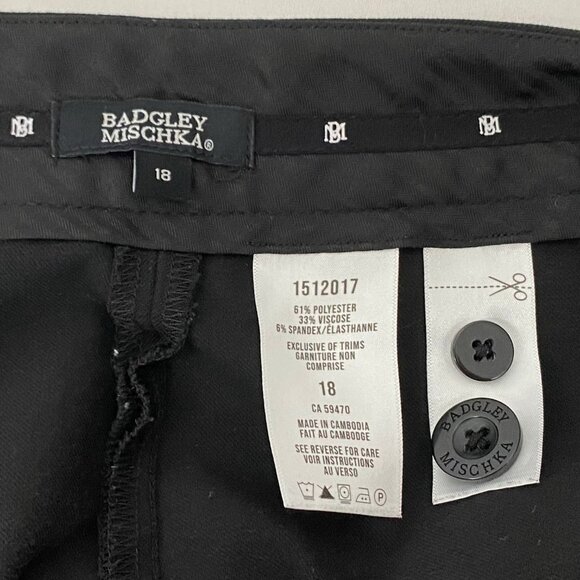 BM
BADGLEY
MISCHKA®
BM
BM
18
1512017
61% POLYESTER
33% VISCOSE
6% SPANDEX/ÉLASTHANNE
EXCLUSIVE OF TRIMS
GARNITURE NON
COMPRISE
18
CA 59470
MADE IN CAMBODIA
FAIT AU CAMBODGE
SEE REVERSE FOR CARE
VOIR INSTRUCTIONS
AU VERSO
P
BADGLEY
MISCHKA